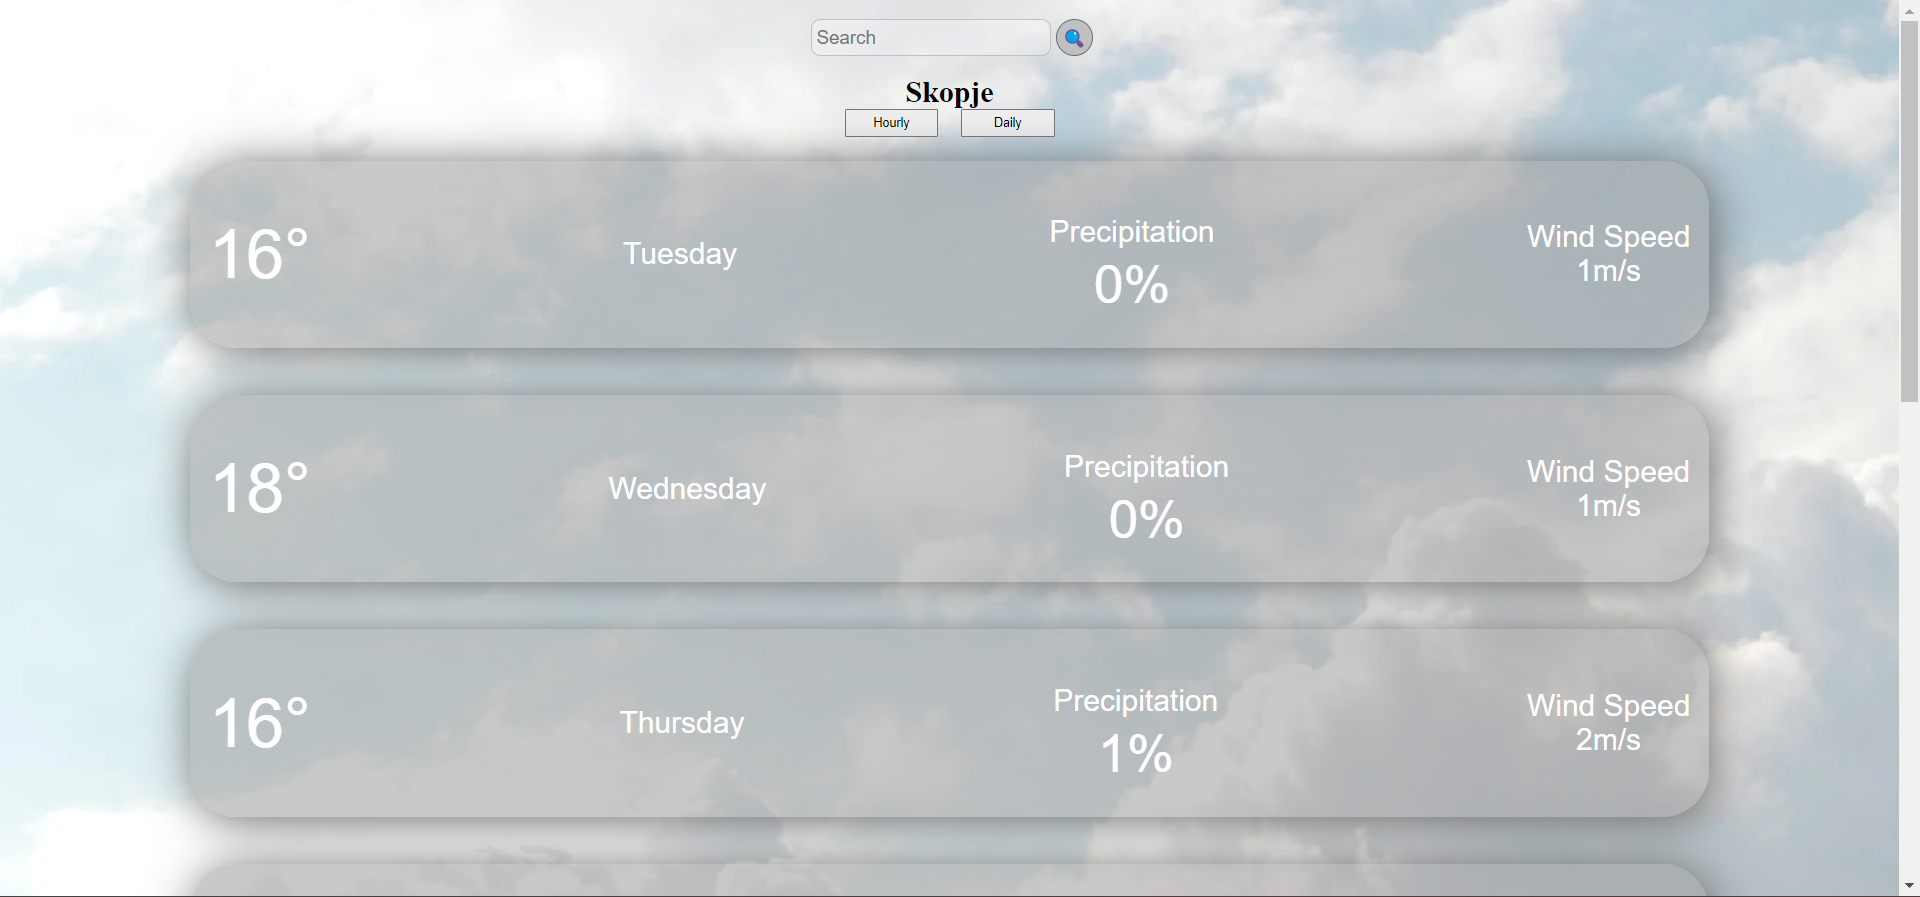 Search
Skopje
Hourly
Daily
16°
Tuesday
Precipitation
0%
Wind Speed
1m/s
18°
Wednesday
Precipitation
0%
Wind Speed
1m/s
16°
Thursday
Precipitation
1%
Wind Speed
2m/s